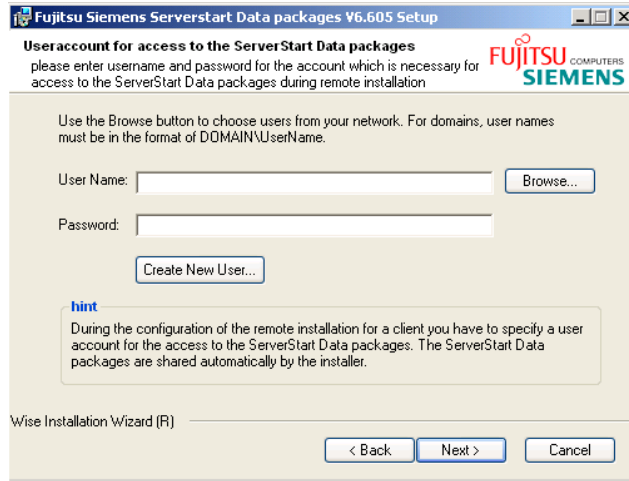 Fujitsu Siemens Serverstart Data packages V6.605 Setup
Useraccount for access to the ServerStart Data packages
please enter username and password for the account which is necessary for
access to the ServerStart Data packages during remote installation
FUJITSU COMPUTERS
SIEMENS
Use the Browse button to choose users from your network. For domains, user names
must be in the format of DOMAIN\UserName.
User Name:
Browse...
Password:
Create New User...
hint
During the configuration of the remote installation for a client you have to specify a user
account for the access to the ServerStart Data packages. The ServerStart Data
packages are shared automatically by the installer.
Wise Installation Wizard (R)
< Back
Next >
Cancel